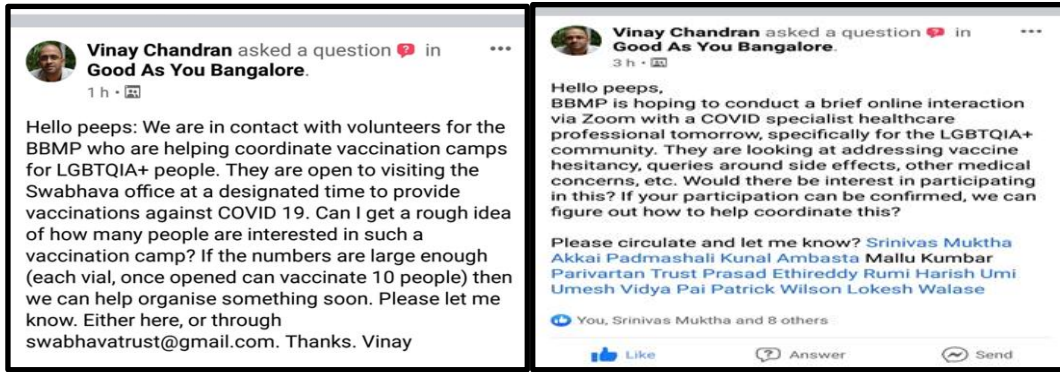 Vinay Chandran asked a question in
Good As You Bangalore.
1 h
Hello peeps: We are in contact with volunteers for the
BBMP who are helping coordinate vaccination camps
for LGBTQIA+ people. They are open to visiting the
Swabhava office at a designated time to provide
vaccinations against COVID 19. Can I get a rough idea
of how many people are interested in such a
vaccination camp? If the numbers are large enough
(each vial, once opened can vaccinate 10 people) then
we can help organise something soon. Please let me
know. Either here, or through
swabhavatrust@gmail.com. Thanks. Vinay
Vinay Chandran asked a question in
Good As You Bangalore.
3 h
Hello peeps,
BBMP is hoping to conduct a brief online interaction
via Zoom with a COVID specialist healthcare
professional tomorrow, specifically for the LGBTQIA+
community. They are looking at addressing vaccine
hesitancy, queries around side effects, other medical
concerns, etc. Would there be interest in participating
in this? If your participation can be confirmed, we can
figure out how to help coordinate this?
Please circulate and let me know? Srinivas Muktha
Akkai Padmashali Kunal Ambasta Mallu Kumbar
Parivartan Trust Prasad Ethireddy Rumi Harish Umi
Umesh Vidya Pai Patrick Wilson Lokesh Walase
You, Srinivas Muktha and 8 others
Like Answer Send